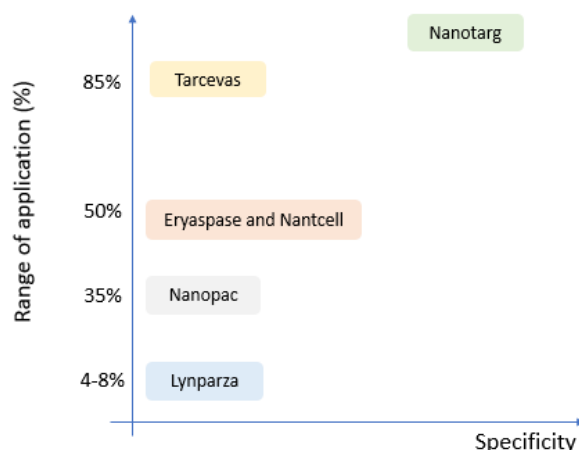 Nanotarg
85%
Tarcevas
Range of application (%)
50%
Eryaspase and Nantcell
35%
Nanopac
4-8%
Lynparza
Specificity